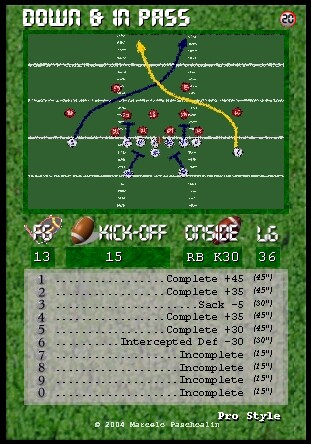 DOWN & IN PASS
FG KICK-OFF ONSIDE LG
13 15 RB K30 36
1 ....................Complete +45 (45")
2 ....................Complete +35 (45")
3 ..........................Sack -5 (30")
4 ....................Complete +35 (45")
5 ....................Complete +30 (45")
6 ............Intercepted Def -30 (30")
7 .......................Incomplete (15")
8 .......................Incomplete (15")
9 .......................Incomplete (15")
0 .......................Incomplete (15")
Pro Style
© 2004 Marcelo Paschoalin